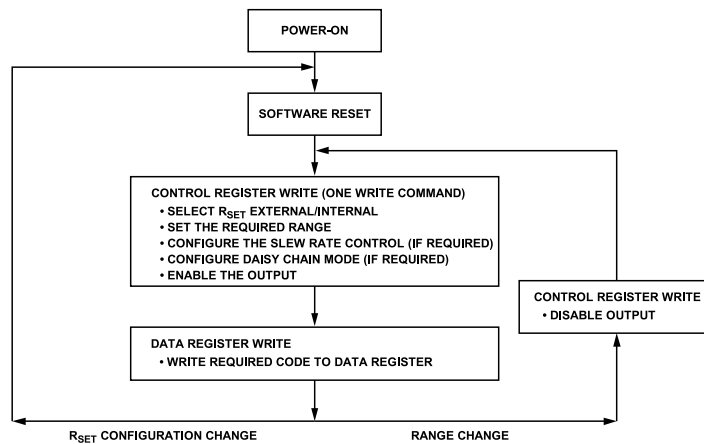 POWER-ON
SOFTWARE RESET
CONTROL REGISTER WRITE (ONE WRITE COMMAND)
• SELECT RSET EXTERNAL/INTERNAL
• SET THE REQUIRED RANGE
• CONFIGURE THE SLEW RATE CONTROL (IF REQUIRED)
• CONFIGURE DAISY CHAIN MODE (IF REQUIRED)
• ENABLE THE OUTPUT
CONTROL REGISTER WRITE
• DISABLE OUTPUT
DATA REGISTER WRITE
• WRITE REQUIRED CODE TO DATA REGISTER
RSET CONFIGURATION CHANGE
RANGE CHANGE